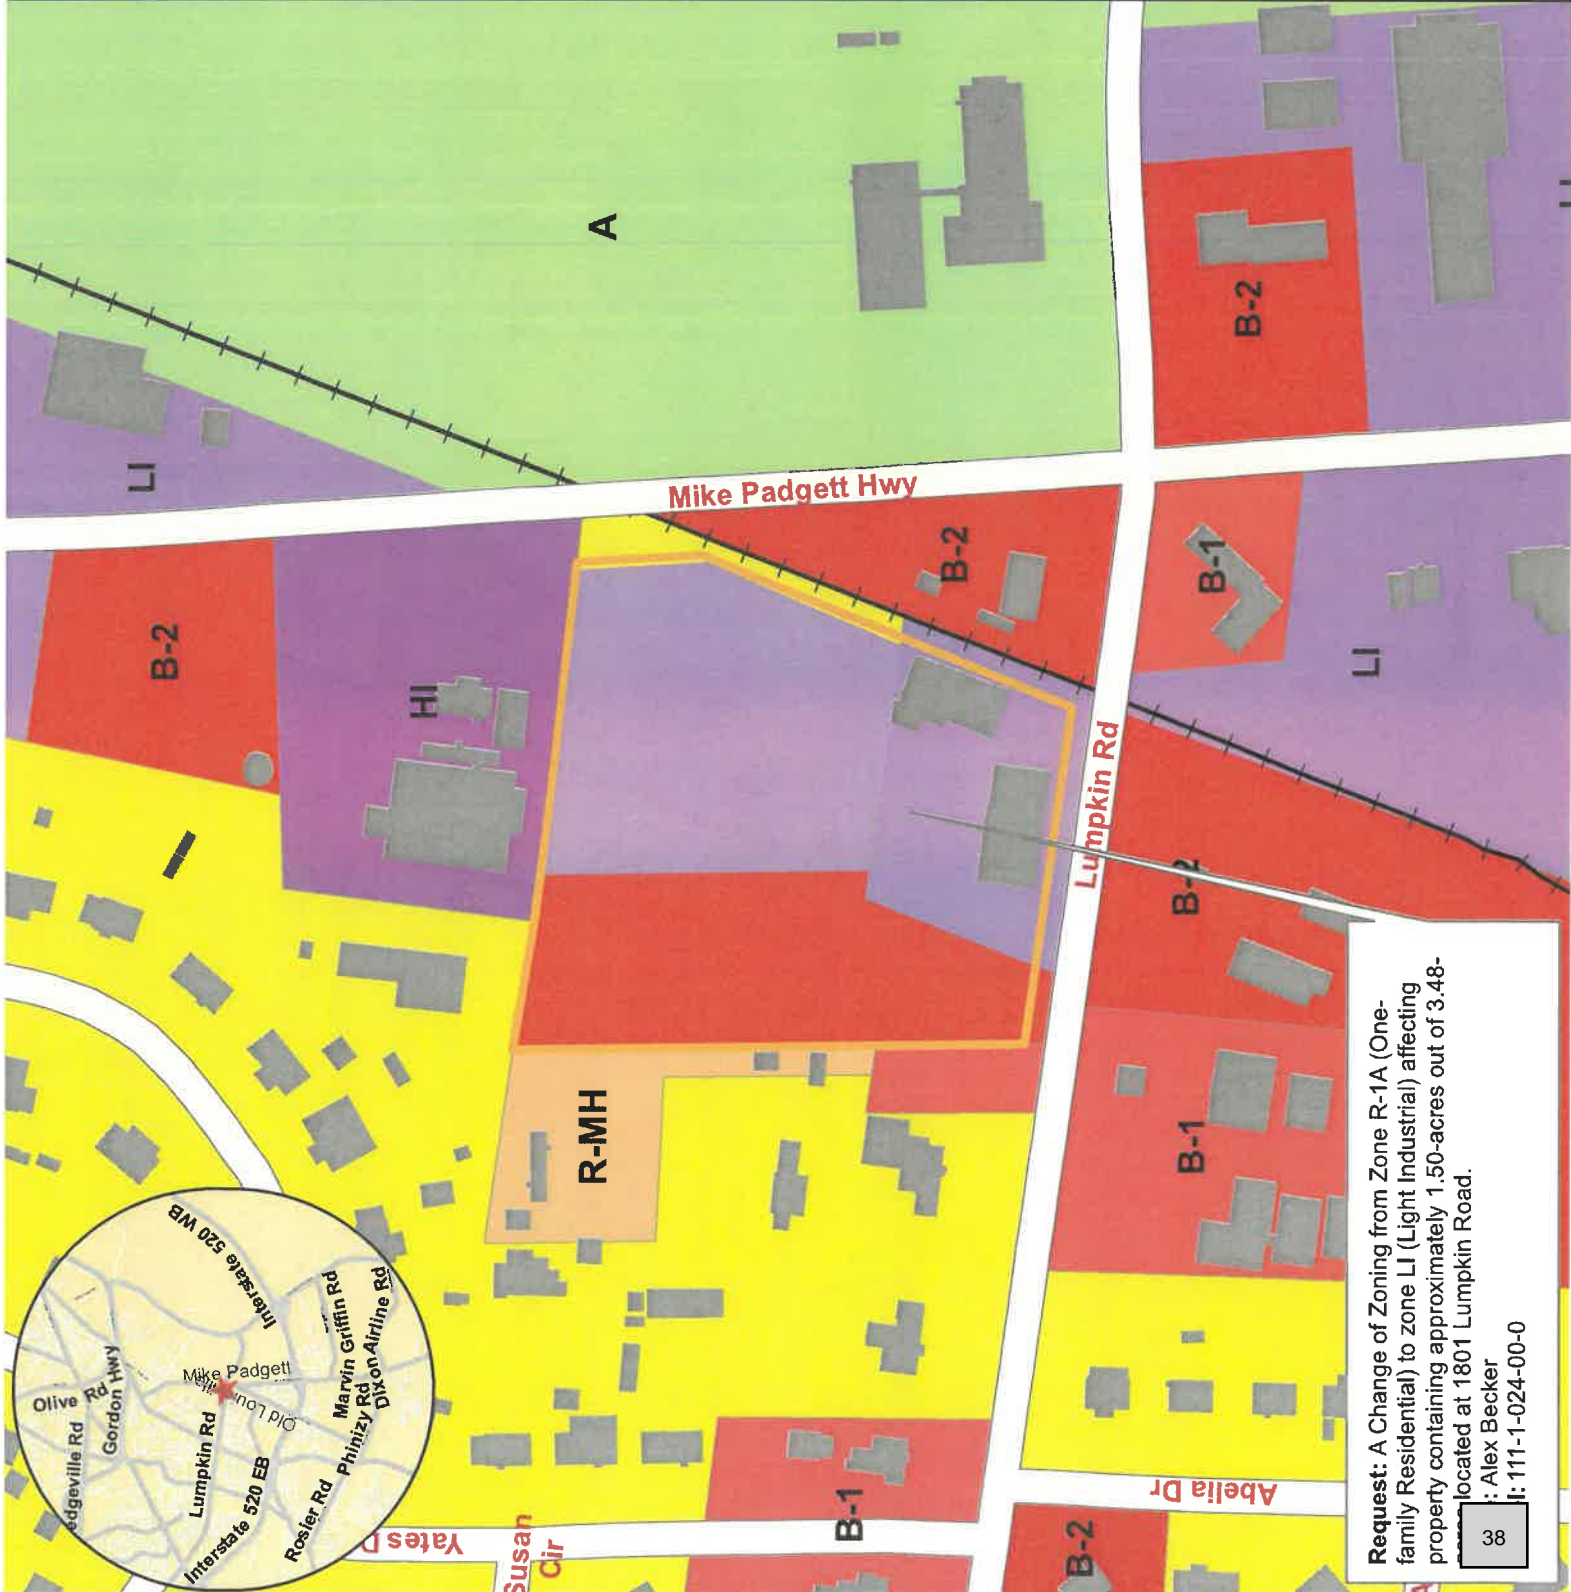 A
LI
B-2
Mike Padgett Hwy
B-2
B-2
HI
B-1
LI
Lumpkin Rd
B-2
R-MH
B-1
Abelia Dr
B-1
B-2
Yates D
Susan
Cir
Interstate 520 WB
Olive Rd
Gordon Hwy
edgeville Rd
Mike Padgett
Old Lou
Lumpkin Rd
Marvin Griffin Rd
Dixon Airline Rd
Phinizy Rd
Interstate 520 EB
Rosier Rd
Request: A Change of Zoning from Zone R-1A (One-
family Residential) to zone LI (Light Industrial) affecting
property containing approximately 1.50-acres out of 3.48-
located at 1801 Lumpkin Road.
: Alex Becker
l: 111-1-024-00-0
38